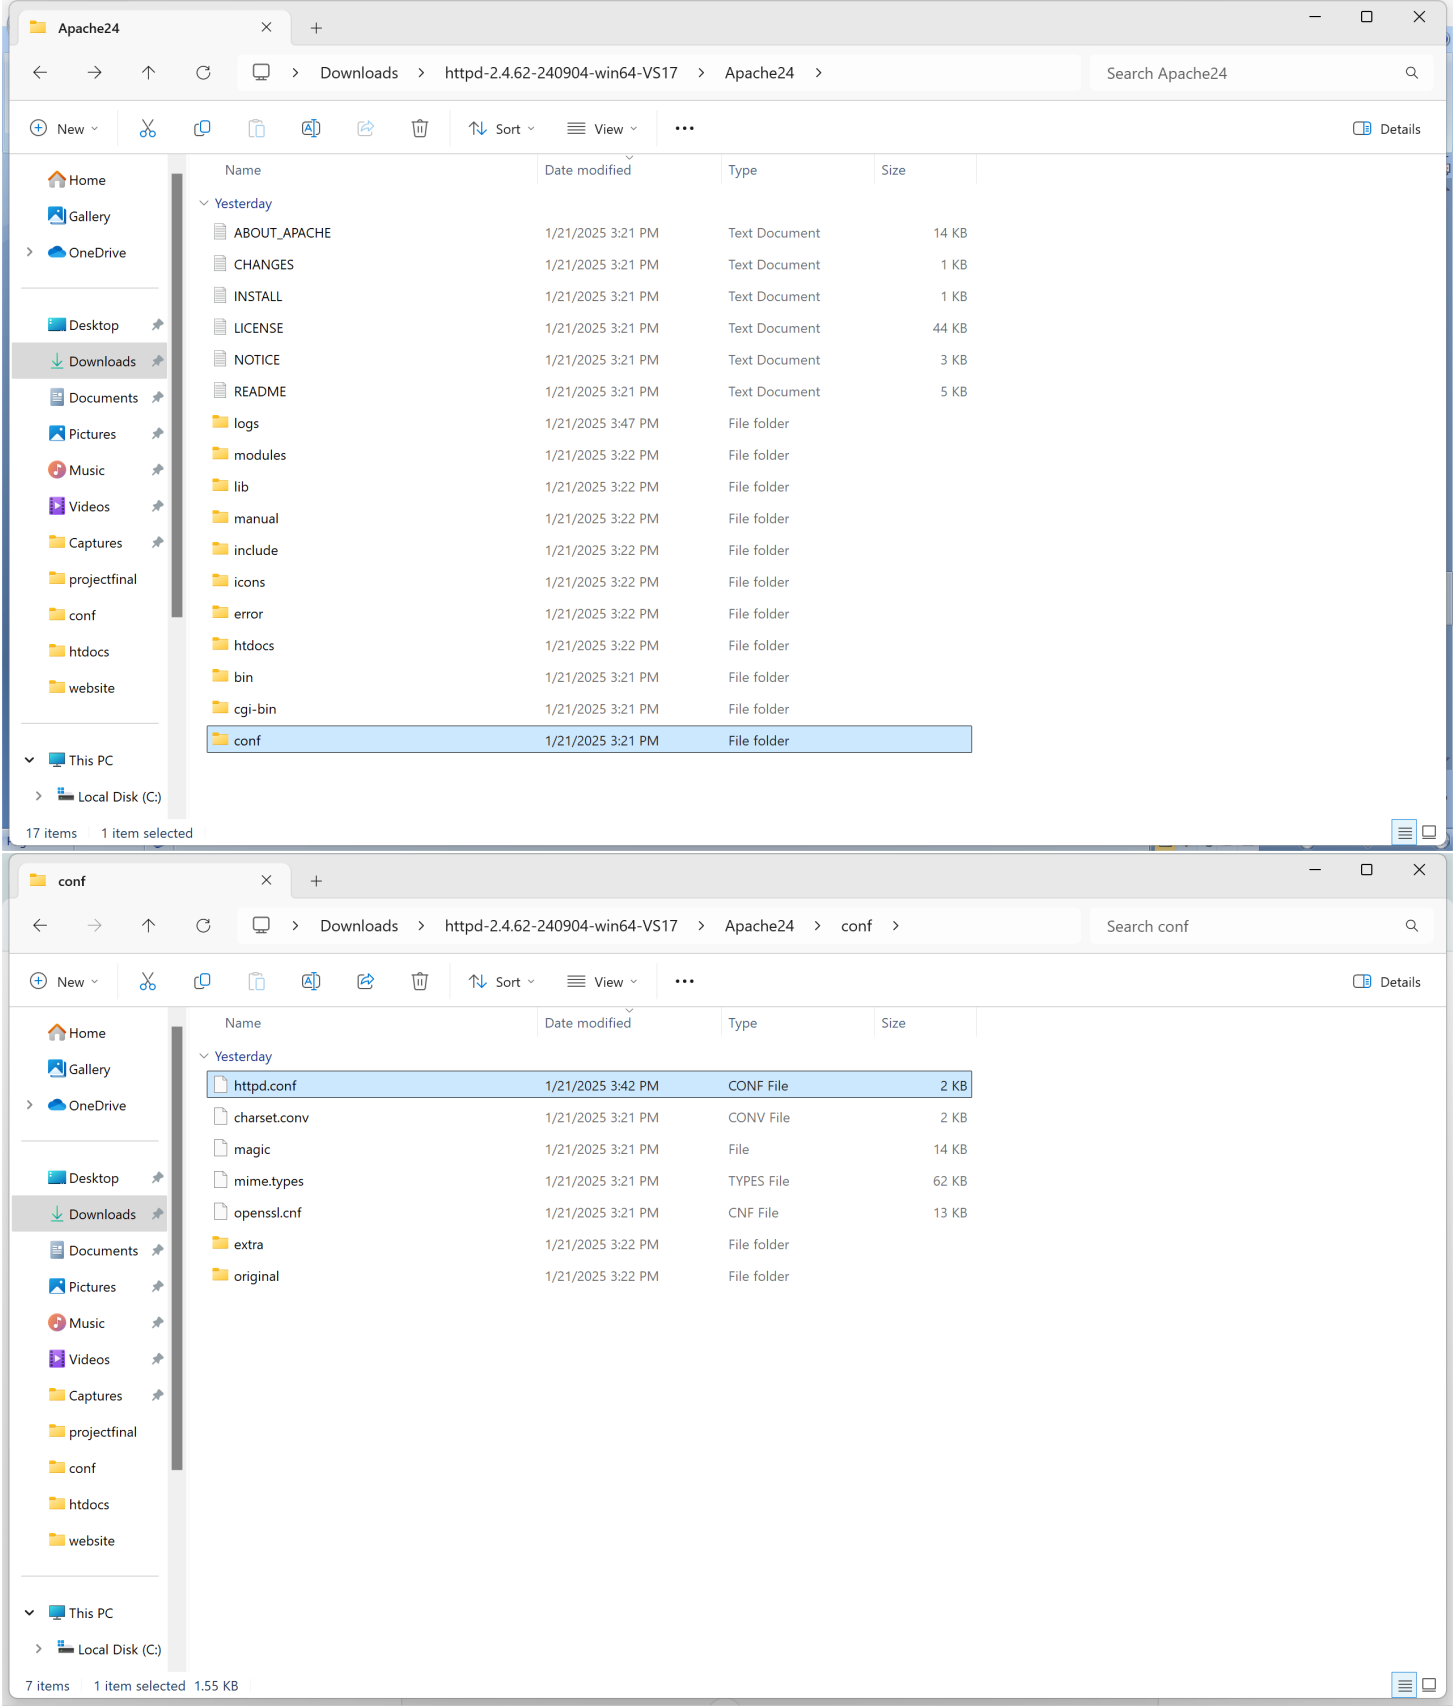 Apache24
Downloads httpd-2.4.62-240904-win64-VS17 Apache24 Search Apache24
New Sort View Details
Name Date modified Type Size
Home
Gallery
OneDrive
Desktop
Downloads
Documents
Pictures
Music
Videos
Captures
projectfinal
conf
htdocs
website
This PC
Local Disk (C:)
Yesterday
ABOUT_APACHE 1/21/2025 3:21 PM Text Document 14 KB
CHANGES 1/21/2025 3:21 PM Text Document 1 KB
INSTALL 1/21/2025 3:21 PM Text Document 1 KB
LICENSE 1/21/2025 3:21 PM Text Document 44 KB
NOTICE 1/21/2025 3:21 PM Text Document 3 KB
README 1/21/2025 3:21 PM Text Document 5 KB
logs 1/21/2025 3:47 PM File folder
modules 1/21/2025 3:22 PM File folder
lib 1/21/2025 3:22 PM File folder
manual 1/21/2025 3:22 PM File folder
include 1/21/2025 3:22 PM File folder
icons 1/21/2025 3:22 PM File folder
error 1/21/2025 3:22 PM File folder
htdocs 1/21/2025 3:22 PM File folder
bin 1/21/2025 3:21 PM File folder
cgi-bin 1/21/2025 3:21 PM File folder
conf 1/21/2025 3:21 PM File folder
17 items 1 item selected
conf
Downloads httpd-2.4.62-240904-win64-VS17 Apache24 conf Search conf
New Sort View Details
Name Date modified Type Size
Home
Gallery
OneDrive
Desktop
Downloads
Documents
Pictures
Music
Videos
Captures
projectfinal
conf
htdocs
website
This PC
Local Disk (C:)
Yesterday
httpd.conf 1/21/2025 3:42 PM CONF File 2 KB
charset.conv 1/21/2025 3:21 PM CONV File 2 KB
magic 1/21/2025 3:21 PM File 14 KB
mime.types 1/21/2025 3:21 PM TYPES File 62 KB
openssl.cnf 1/21/2025 3:21 PM CNF File 13 KB
extra 1/21/2025 3:22 PM File folder
original 1/21/2025 3:22 PM File folder
7 items 1 item selected 1.55 KB